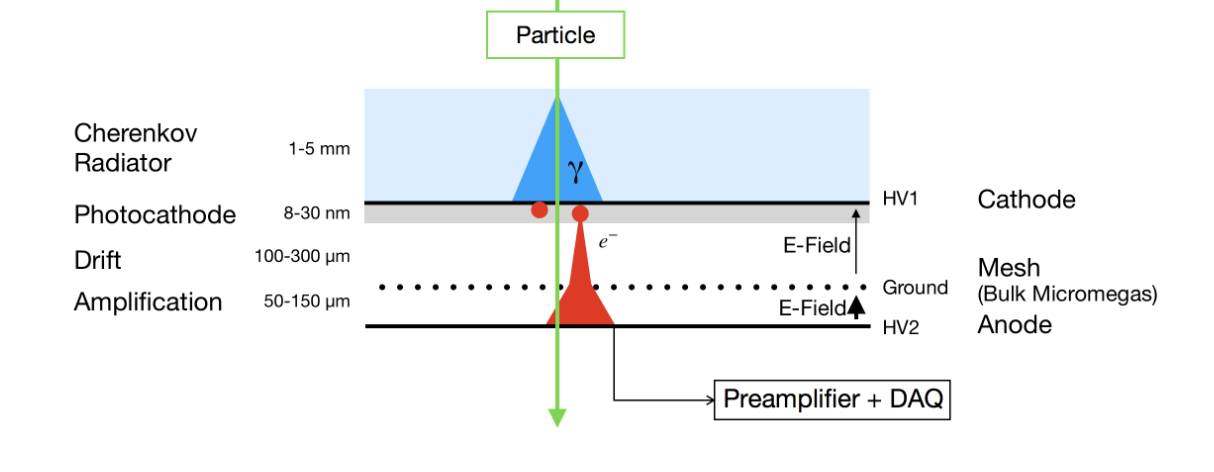 Particle
Cherenkov
Radiator
1-5 mm
γ
HV1
Cathode
Photocathode
8-30 nm
e⁻
E-Field
Drift
100-300 μm
Mesh
(Bulk Micromegas)
Ground
Amplification
50-150 μm
E-Field
HV2
Anode
Preamplifier + DAQ